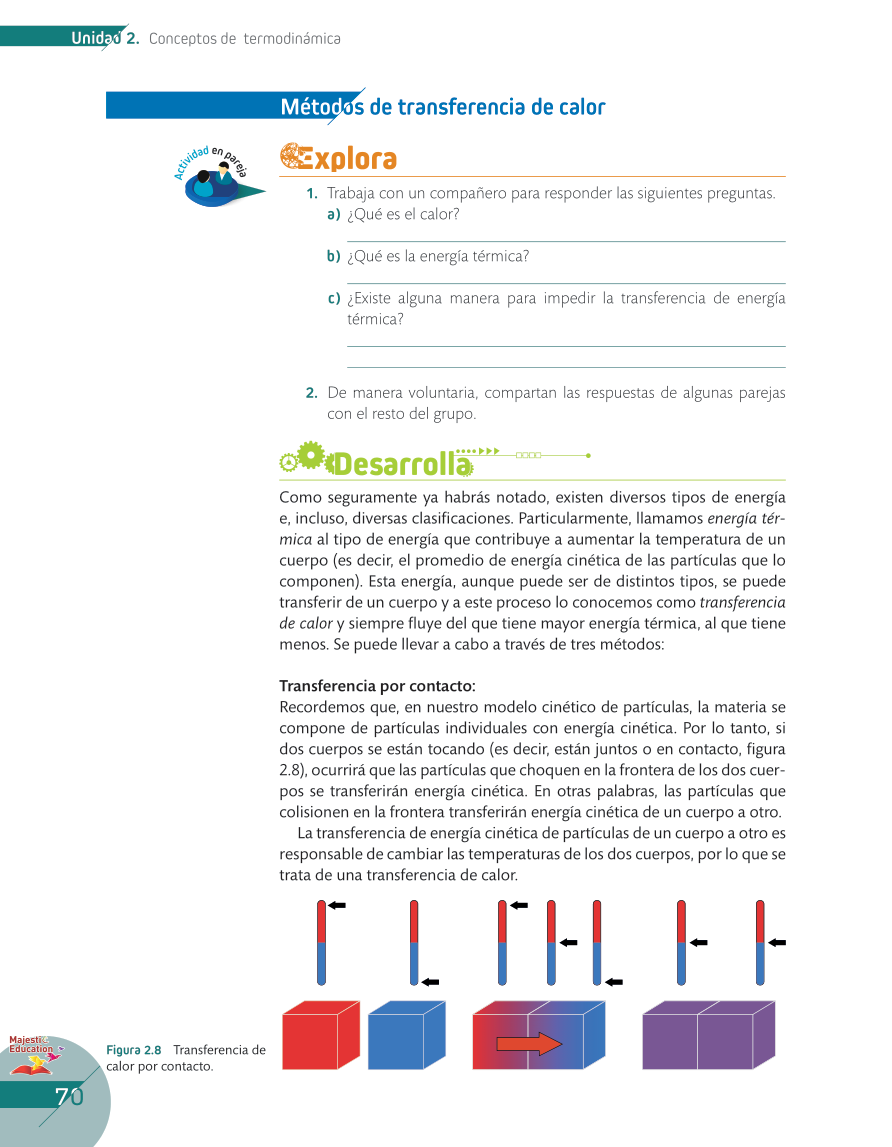 Unidad 2. Conceptos de termodinámica
Métodos de transferencia de calor
Actividad en pareja
Explora
1. Trabaja con un compañero para responder las siguientes preguntas.
a) ¿Qué es el calor?
b) ¿Qué es la energía térmica?
c) ¿Existe alguna manera para impedir la transferencia de energía
térmica?
2. De manera voluntaria, compartan las respuestas de algunas parejas
con el resto del grupo.
Desarrolla
Como seguramente ya habrás notado, existen diversos tipos de energía
e, incluso, diversas clasificaciones. Particularmente, llamamos energía tér-
mica al tipo de energía que contribuye a aumentar la temperatura de un
cuerpo (es decir, el promedio de energía cinética de las partículas que lo
componen). Esta energía, aunque puede ser de distintos tipos, se puede
transferir de un cuerpo y a este proceso lo conocemos como transferencia
de calor y siempre fluye del que tiene mayor energía térmica, al que tiene
menos. Se puede llevar a cabo a través de tres métodos:
Transferencia por contacto:
Recordemos que, en nuestro modelo cinético de partículas, la materia se
compone de partículas individuales con energía cinética. Por lo tanto, si
dos cuerpos se están tocando (es decir, están juntos o en contacto, figura
2.8), ocurrirá que las partículas que choquen en la frontera de los dos cuer-
pos se transferirán energía cinética. En otras palabras, las partículas que
colisionen en la frontera transferirán energía cinética de un cuerpo a otro.
La transferencia de energía cinética de partículas de un cuerpo a otro es
responsable de cambiar las temperaturas de los dos cuerpos, por lo que se
trata de una transferencia de calor.
Figura 2.8 Transferencia de
calor por contacto.
Majestic
Education
70